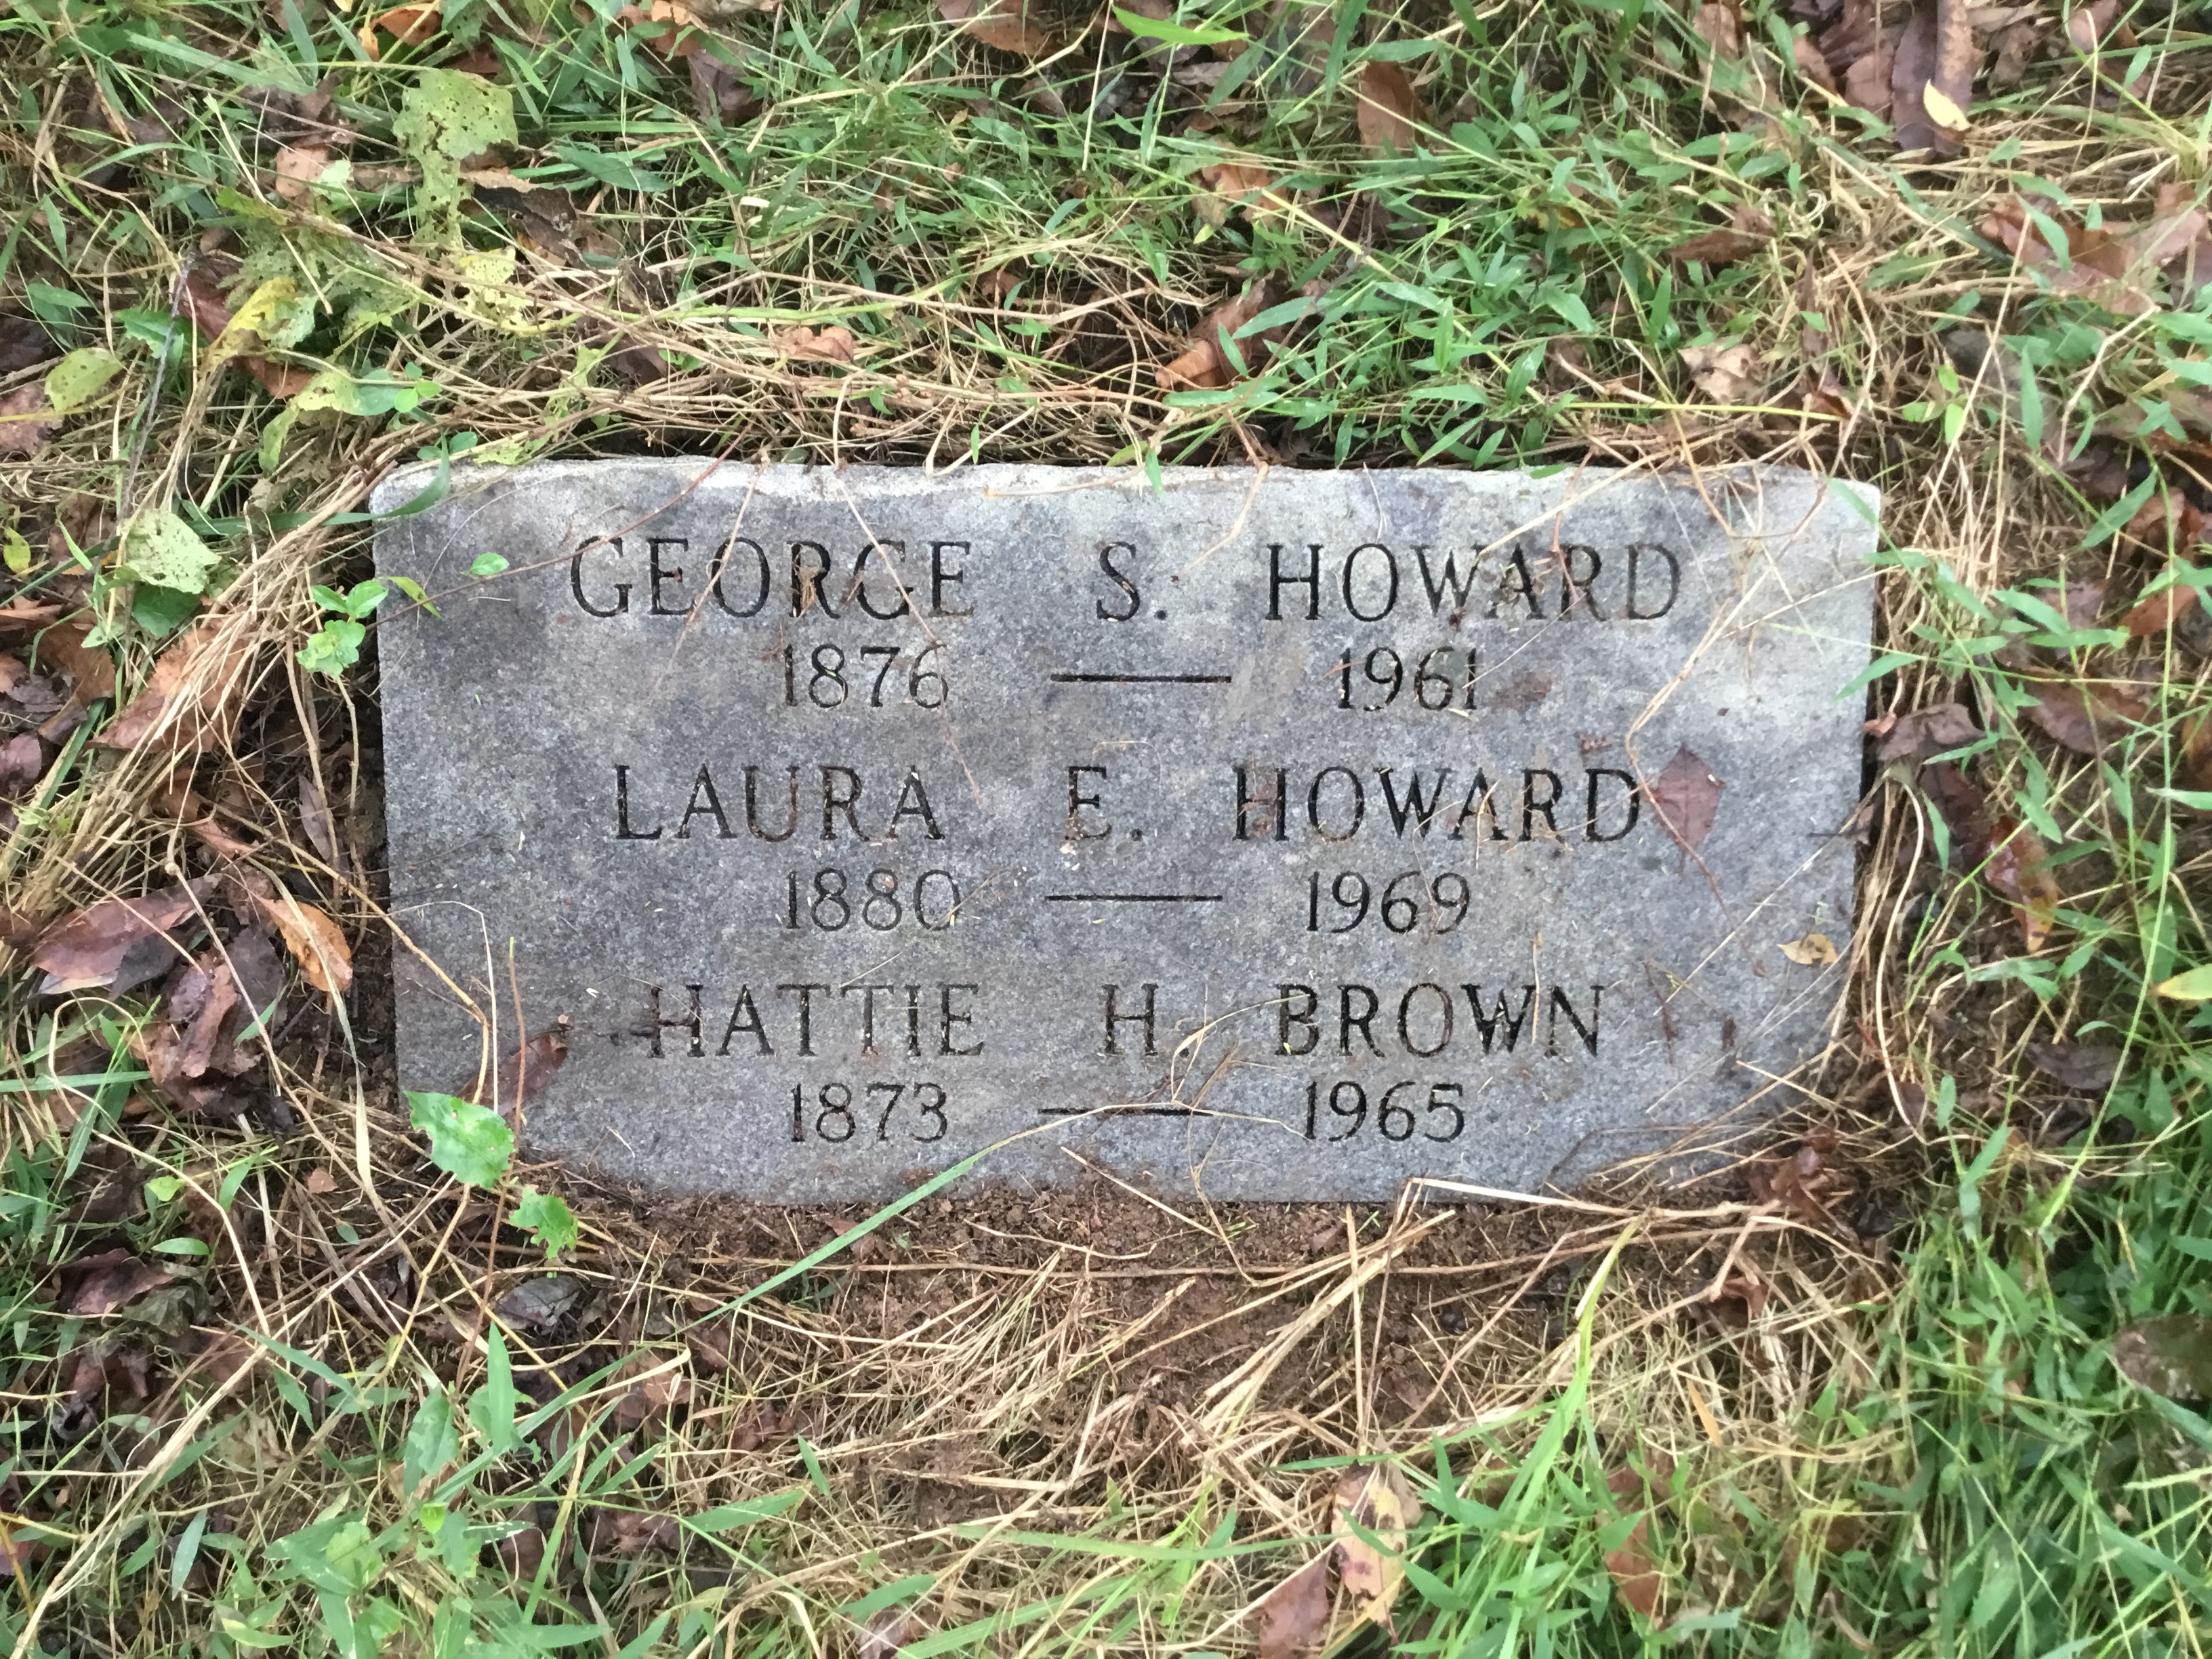 GEORGE S. HOWARD
1876 — 1961
LAURA E. HOWARD
1880 — 1969
HATTIE H. BROWN
1873 — 1965